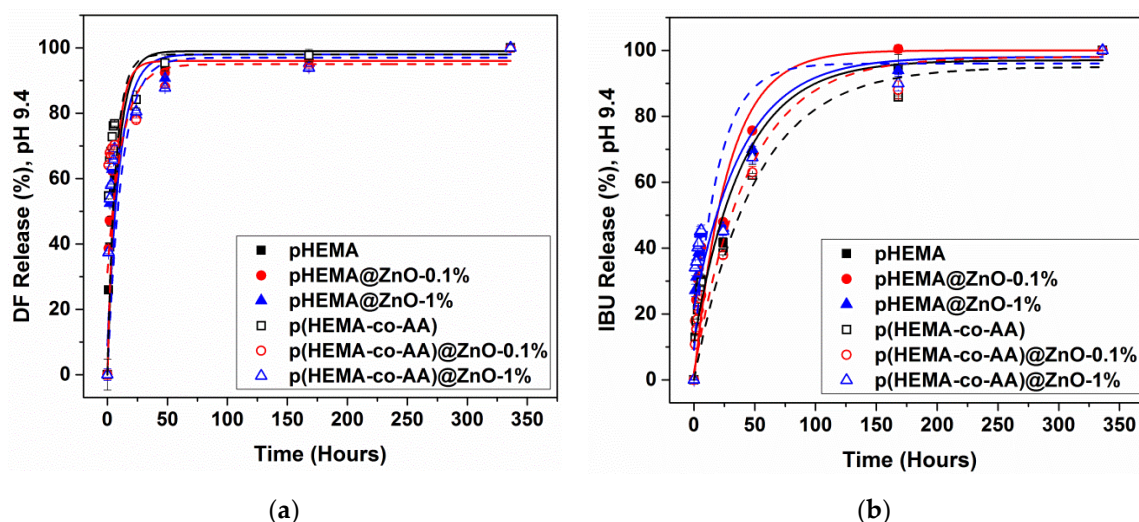 DF Release (%), pH 9.4
100
80
60
40
20
0
pHEMA
pHEMA@ZnO-0.1%
pHEMA@ZnO-1%
p(HEMA-co-AA)
p(HEMA-co-AA)@ZnO-0.1%
p(HEMA-co-AA)@ZnO-1%
0 50 100 150 200 250 300 350
Time (Hours)
(a)
IBU Release (%), pH 9.4
100
80
60
40
20
0
pHEMA
pHEMA@ZnO-0.1%
pHEMA@ZnO-1%
p(HEMA-co-AA)
p(HEMA-co-AA)@ZnO-0.1%
p(HEMA-co-AA)@ZnO-1%
0 50 100 150 200 250 300 350
Time (Hours)
(b)